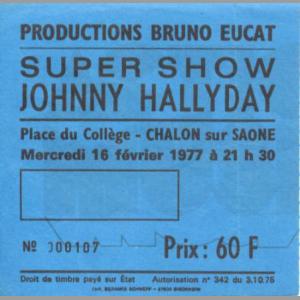 PRODUCTIONS BRUNO EUCAT
SUPER SHOW
JOHNNY HALLYDAY
Place du Collège - CHALON sur SAONE
Mercredi 16 février 1977 à 21 h 30
Nº 000107
Prix : 60 F
Droit de timbre payé sur État Autorisation nº 342 du 3.10.75